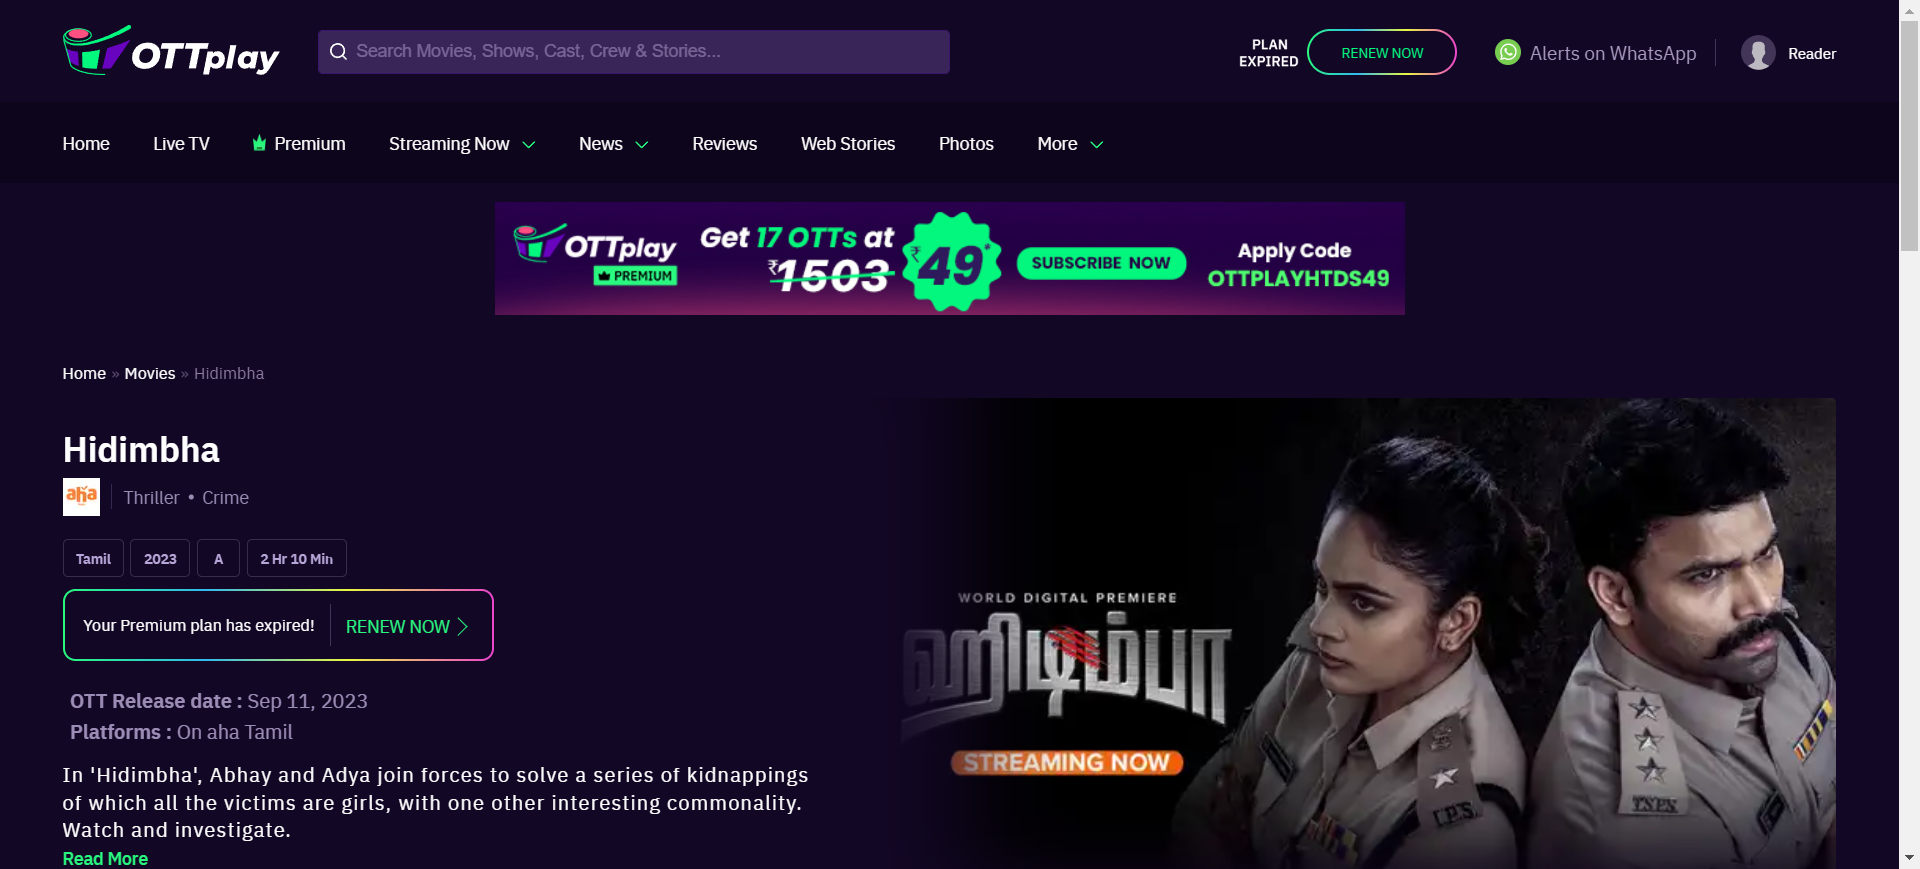 OTTplay
Search Movies, Shows, Cast, Crew & Stories...
PLAN
EXPIRED
RENEW NOW
Alerts on WhatsApp
Reader
Home
Live TV
Premium
Streaming Now
News
Reviews
Web Stories
Photos
More
OTTplay
PREMIUM
Get 17 OTTs at
₹1503
₹49*
SUBSCRIBE NOW
Apply Code
OTTPLAYHTDS49
Home » Movies » Hidimbha
Hidimbha
aha
Thriller • Crime
Tamil
2023
A
2 Hr 10 Min
Your Premium plan has expired!
RENEW NOW
OTT Release date : Sep 11, 2023
Platforms : On aha Tamil
In 'Hidimbha', Abhay and Adya join forces to solve a series of kidnappings
of which all the victims are girls, with one other interesting commonality.
Watch and investigate.
Read More
WORLD DIGITAL PREMIERE
ஹிடிம்பா
STREAMING NOW
I.P.S.
T.S.P.S